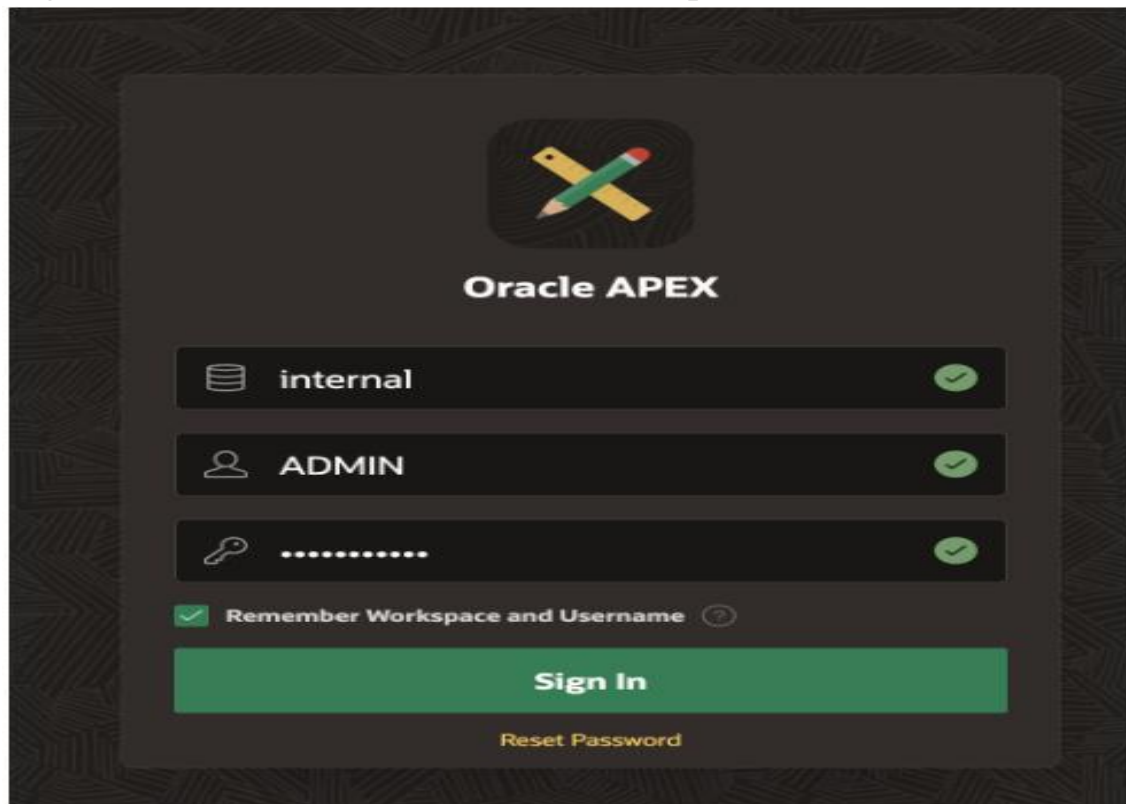 Oracle APEX
internal
ADMIN
•••••••••••
Remember Workspace and Username ?
Sign In
Reset Password